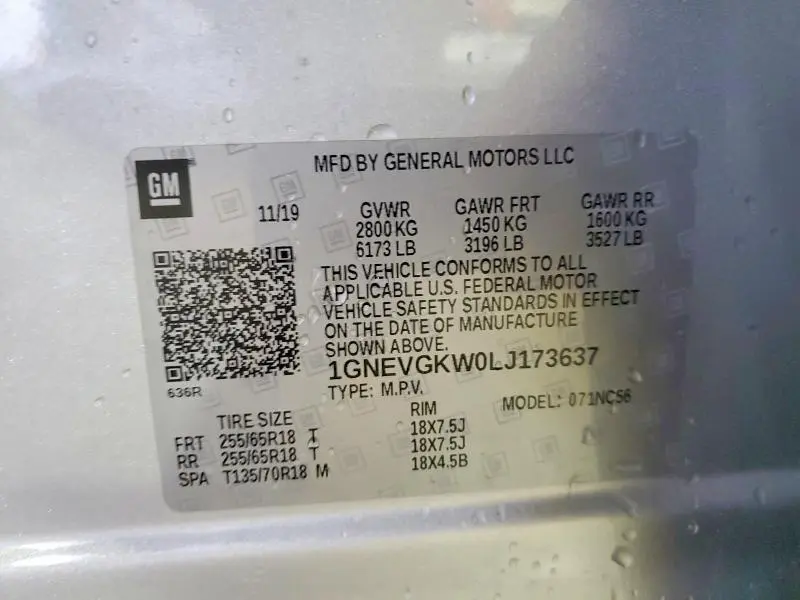 GM
MFD BY GENERAL MOTORS LLC
11/19 GVWR GAWR FRT GAWR RR
2800 KG 1450 KG 1600 KG
6173 LB 3196 LB 3527 LB
THIS VEHICLE CONFORMS TO ALL
APPLICABLE U.S. FEDERAL MOTOR
VEHICLE SAFETY STANDARDS IN EFFECT
ON THE DATE OF MANUFACTURE
SHOWN ABOVE.
1GNEVGKW0LJ173637
636R
TYPE: M.P.V.
MODEL: 071NC56
TIRE SIZE RIM
FRT 255/65R18 T 18X7.5J
RR 255/65R18 T 18X7.5J
SPA T135/70R18 M 18X4.5B